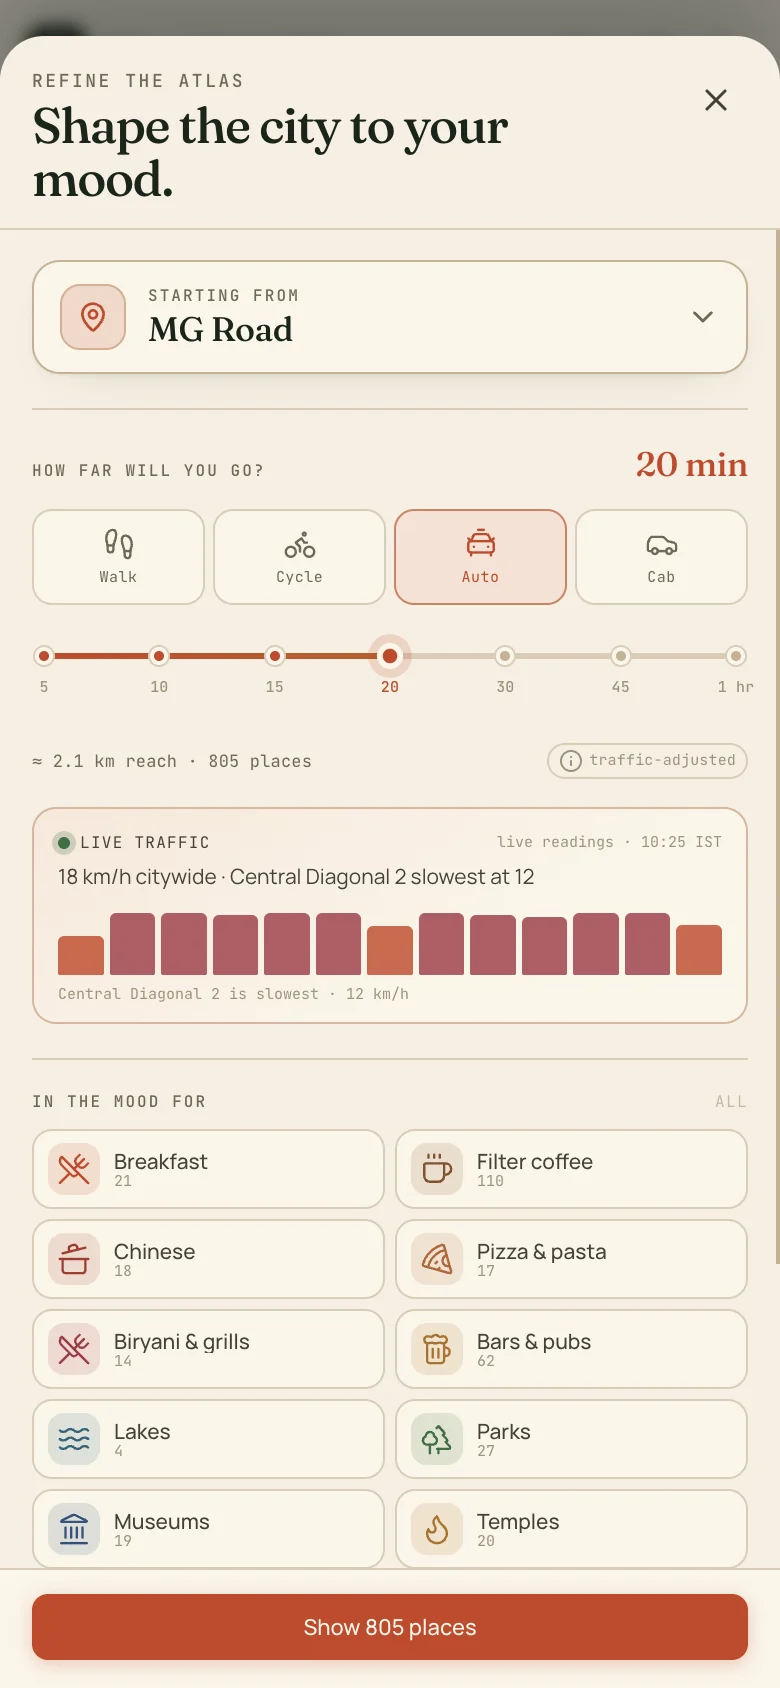 REFINE THE ATLAS
Shape the city to your
mood.
STARTING FROM
MG Road
HOW FAR WILL YOU GO?
20 min
Walk
Cycle
Auto
Cab
5
10
15
20
30
45
1 hr
≈ 2.1 km reach · 805 places
traffic-adjusted
LIVE TRAFFIC
live readings · 10:25 IST
18 km/h citywide · Central Diagonal 2 slowest at 12
Central Diagonal 2 is slowest · 12 km/h
IN THE MOOD FOR
ALL
Breakfast
21
Filter coffee
110
Chinese
18
Pizza & pasta
17
Biryani & grills
14
Bars & pubs
62
Lakes
4
Parks
27
Museums
19
Temples
20
Show 805 places